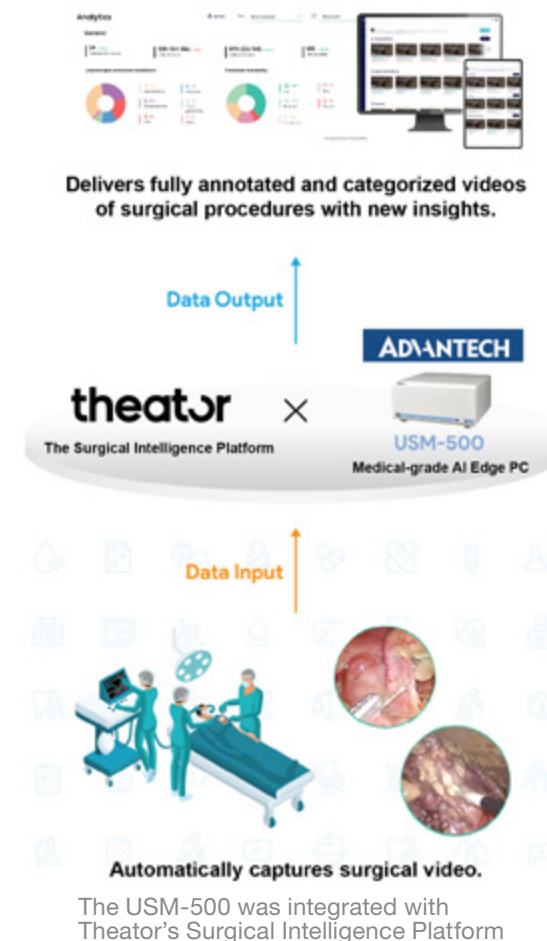 Analytics
General
Delivers fully annotated and categorized videos
of surgical procedures with new insights.
Data Output
ADVANTECH
theator
×
The Surgical Intelligence Platform
USM-500
Medical-grade AI Edge PC
Data Input
Automatically captures surgical video.
The USM-500 was integrated with
Theator’s Surgical Intelligence Platform